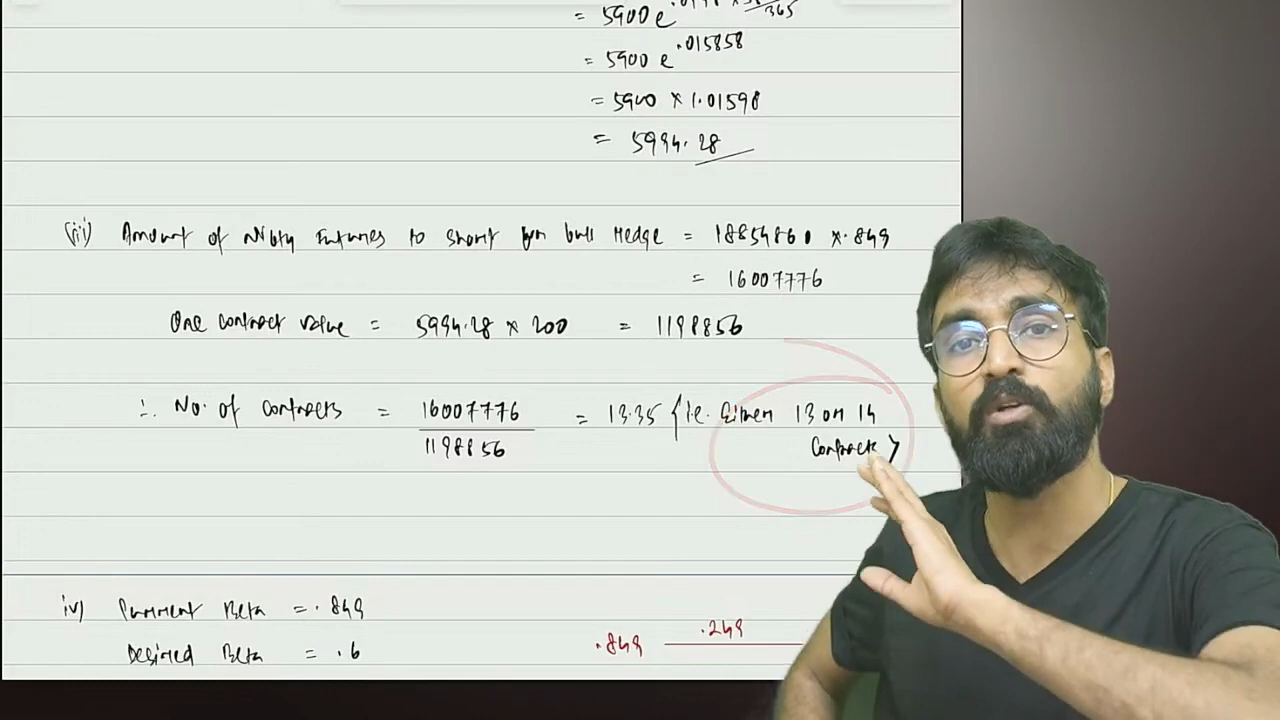 = 5900 e
365
= 5900 e^.015858
= 5900 × 1.01598
= 5994.28
(iii) Amount of Nifty Futures to Short for full Hedge = 18854860 × .849
= 16007776
One contract value = 5994.28 × 200 = 1198856
∴ No. of contracts = 16007776 / 1198856 = 13.35 {i.e. Either 13 or 14
Contracts}
iv) Current Beta = .849
Desired Beta = .6
.849 .249